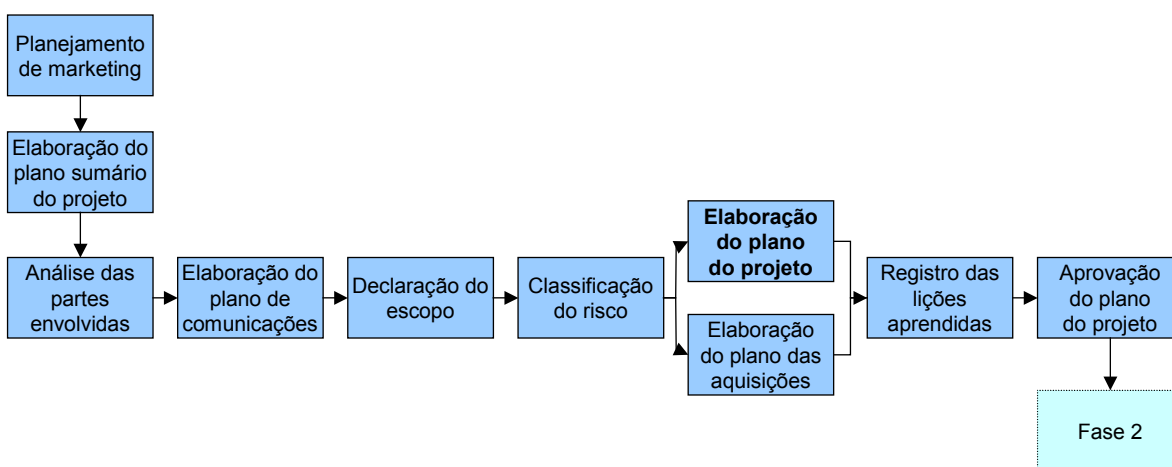 Planejamento
de marketing
Elaboração do
plano sumário
do projeto
Análise das
partes
envolvidas
Elaboração do
plano de
comunicações
Declaração do
escopo
Classificação
do risco
Elaboração
do plano
do projeto
Elaboração
do plano das
aquisições
Registro das
lições
aprendidas
Aprovação
do plano
do projeto
Fase 2